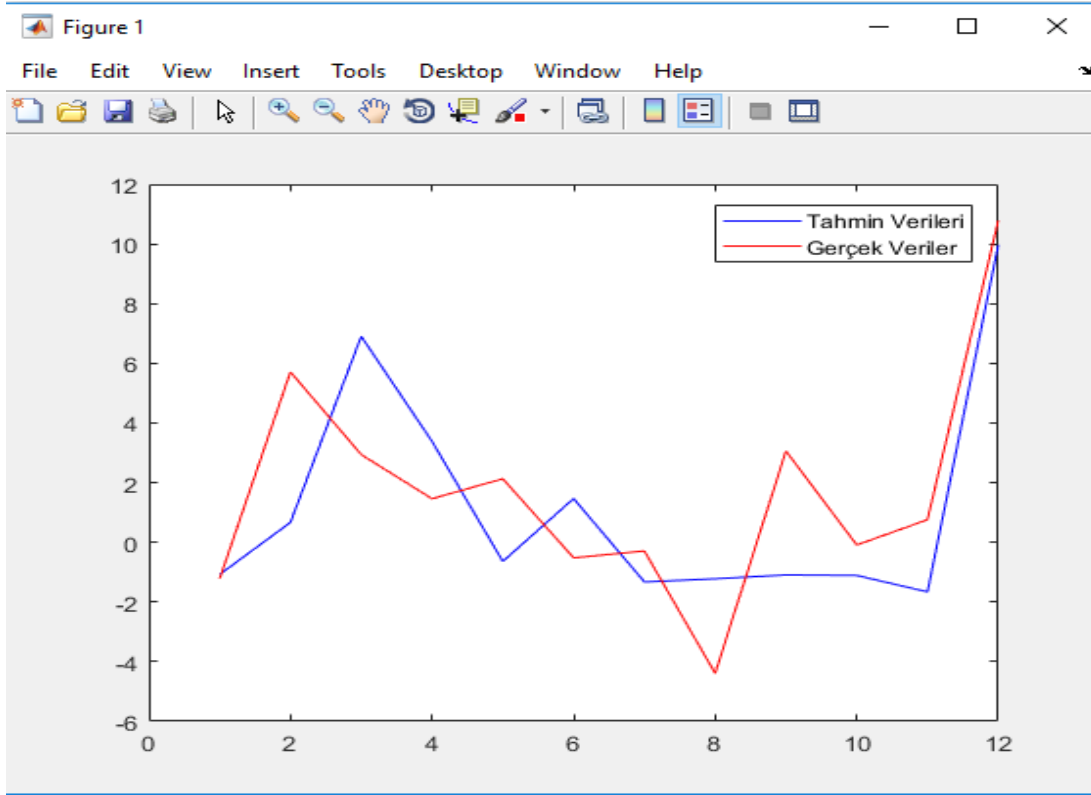 Figure 1
File Edit View Insert Tools Desktop Window Help
12
10
8
6
4
2
0
-2
-4
-6
0 2 4 6 8 10 12
Tahmin Verileri
Gerçek Veriler